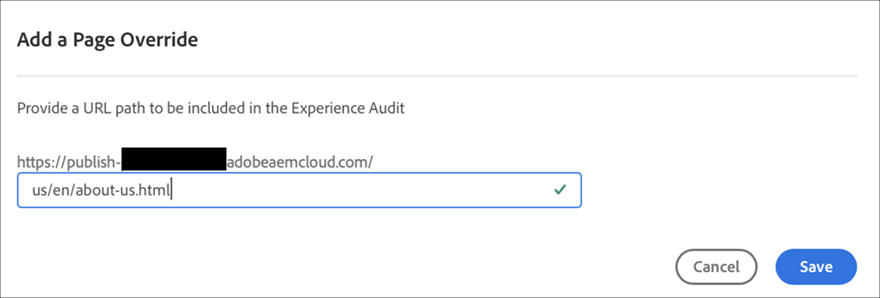 Add a Page Override
Provide a URL path to be included in the Experience Audit
https://publish- adobeaemcloud.com/
us/en/about-us.html
Cancel Save